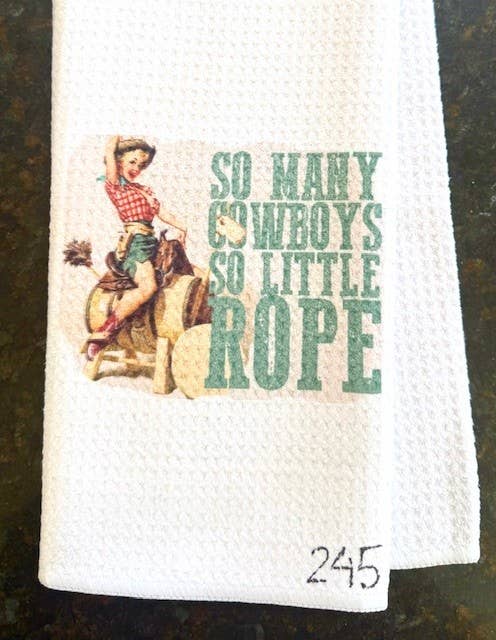 SO MANY
COWBOYS
SO LITTLE
ROPE
245